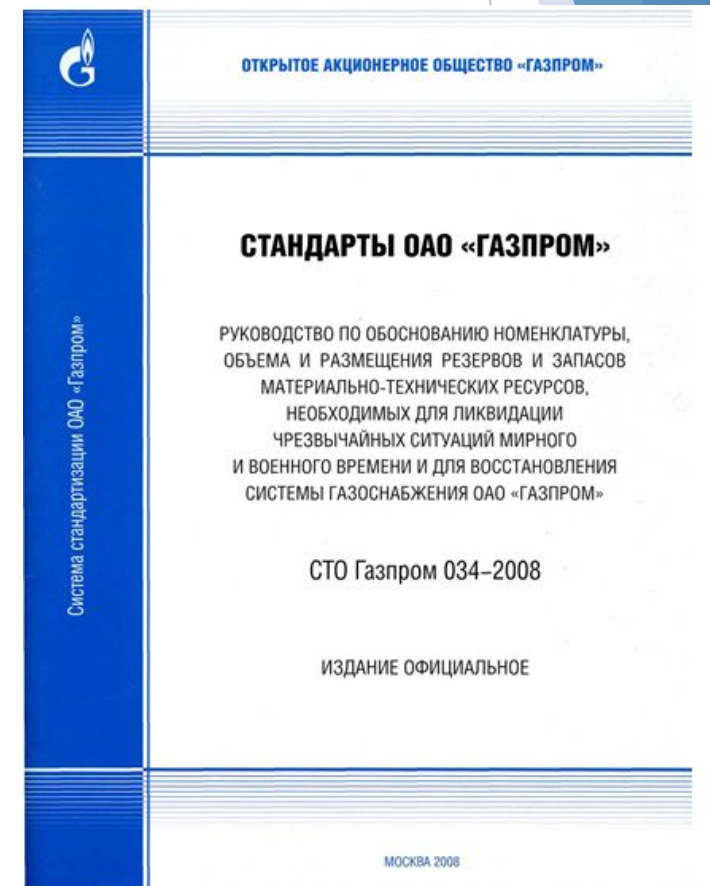 ОТКРЫТОЕ АКЦИОНЕРНОЕ ОБЩЕСТВО «ГАЗПРОМ»
СТАНДАРТЫ ОАО «ГАЗПРОМ»
РУКОВОДСТВО ПО ОБОСНОВАНИЮ НОМЕНКЛАТУРЫ,
ОБЪЕМА И РАЗМЕЩЕНИЯ РЕЗЕРВОВ И ЗАПАСОВ
МАТЕРИАЛЬНО-ТЕХНИЧЕСКИХ РЕСУРСОВ,
НЕОБХОДИМЫХ ДЛЯ ЛИКВИДАЦИИ
ЧРЕЗВЫЧАЙНЫХ СИТУАЦИЙ МИРНОГО
И ВОЕННОГО ВРЕМЕНИ И ДЛЯ ВОССТАНОВЛЕНИЯ
СИСТЕМЫ ГАЗОСНАБЖЕНИЯ ОАО «ГАЗПРОМ»
СТО Газпром 034–2008
ИЗДАНИЕ ОФИЦИАЛЬНОЕ
МОСКВА 2008
Система стандартизации ОАО «Газпром»